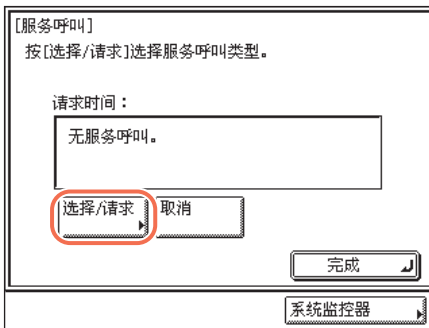 [服务呼叫]
按[选择/请求]选择服务呼叫类型。
请求时间：
无服务呼叫。
选择/请求 取消
完成
系统监控器